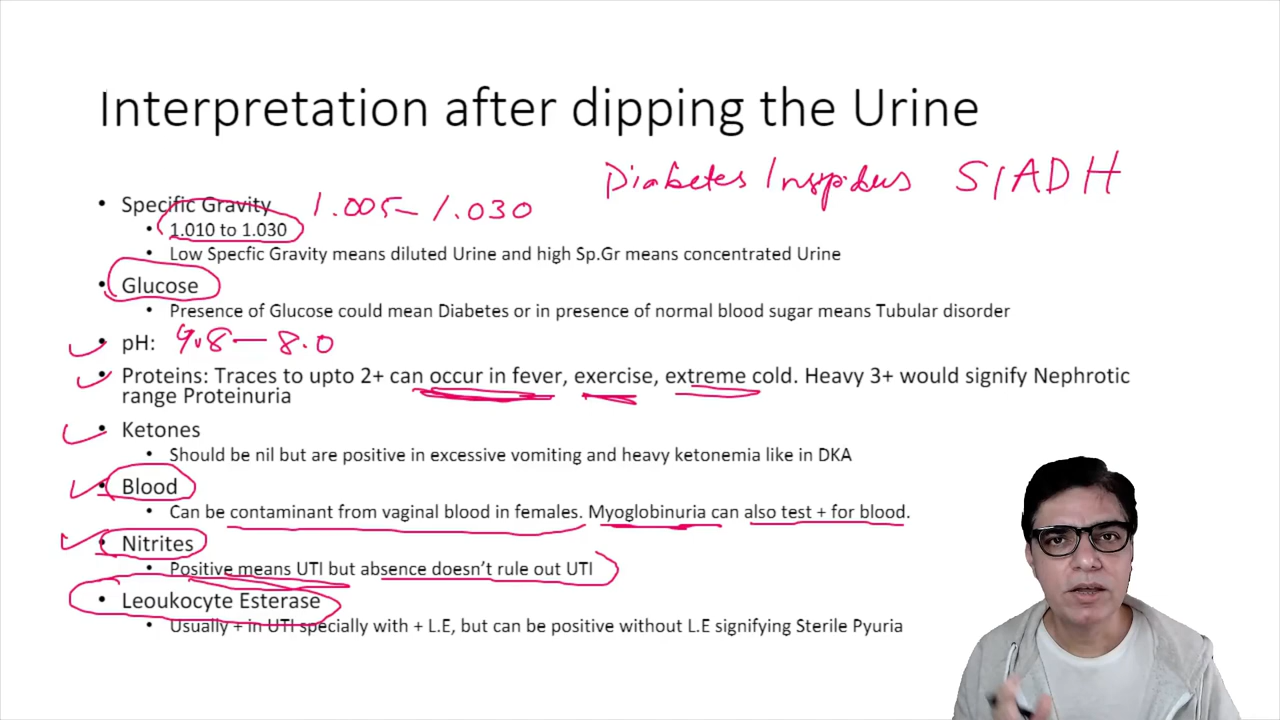 Interpretation after dipping the Urine
Diabetes Insipidus SIADH
• Specific Gravity 1.005 – 1.030
• 1.010 to 1.030
• Low Specfic Gravity means diluted Urine and high Sp.Gr means concentrated Urine
• Glucose
• Presence of Glucose could mean Diabetes or in presence of normal blood sugar means Tubular disorder
• pH: 4.8 — 8.0
• Proteins: Traces to upto 2+ can occur in fever, exercise, extreme cold. Heavy 3+ would signify Nephrotic
range Proteinuria
• Ketones
• Should be nil but are positive in excessive vomiting and heavy ketonemia like in DKA
• Blood
• Can be contaminant from vaginal blood in females. Myoglobinuria can also test + for blood.
• Nitrites
• Positive means UTI but absence doesn't rule out UTI
• Leoukocyte Esterase
• Usually + in UTI specially with + L.E, but can be positive without L.E signifying Sterile Pyuria